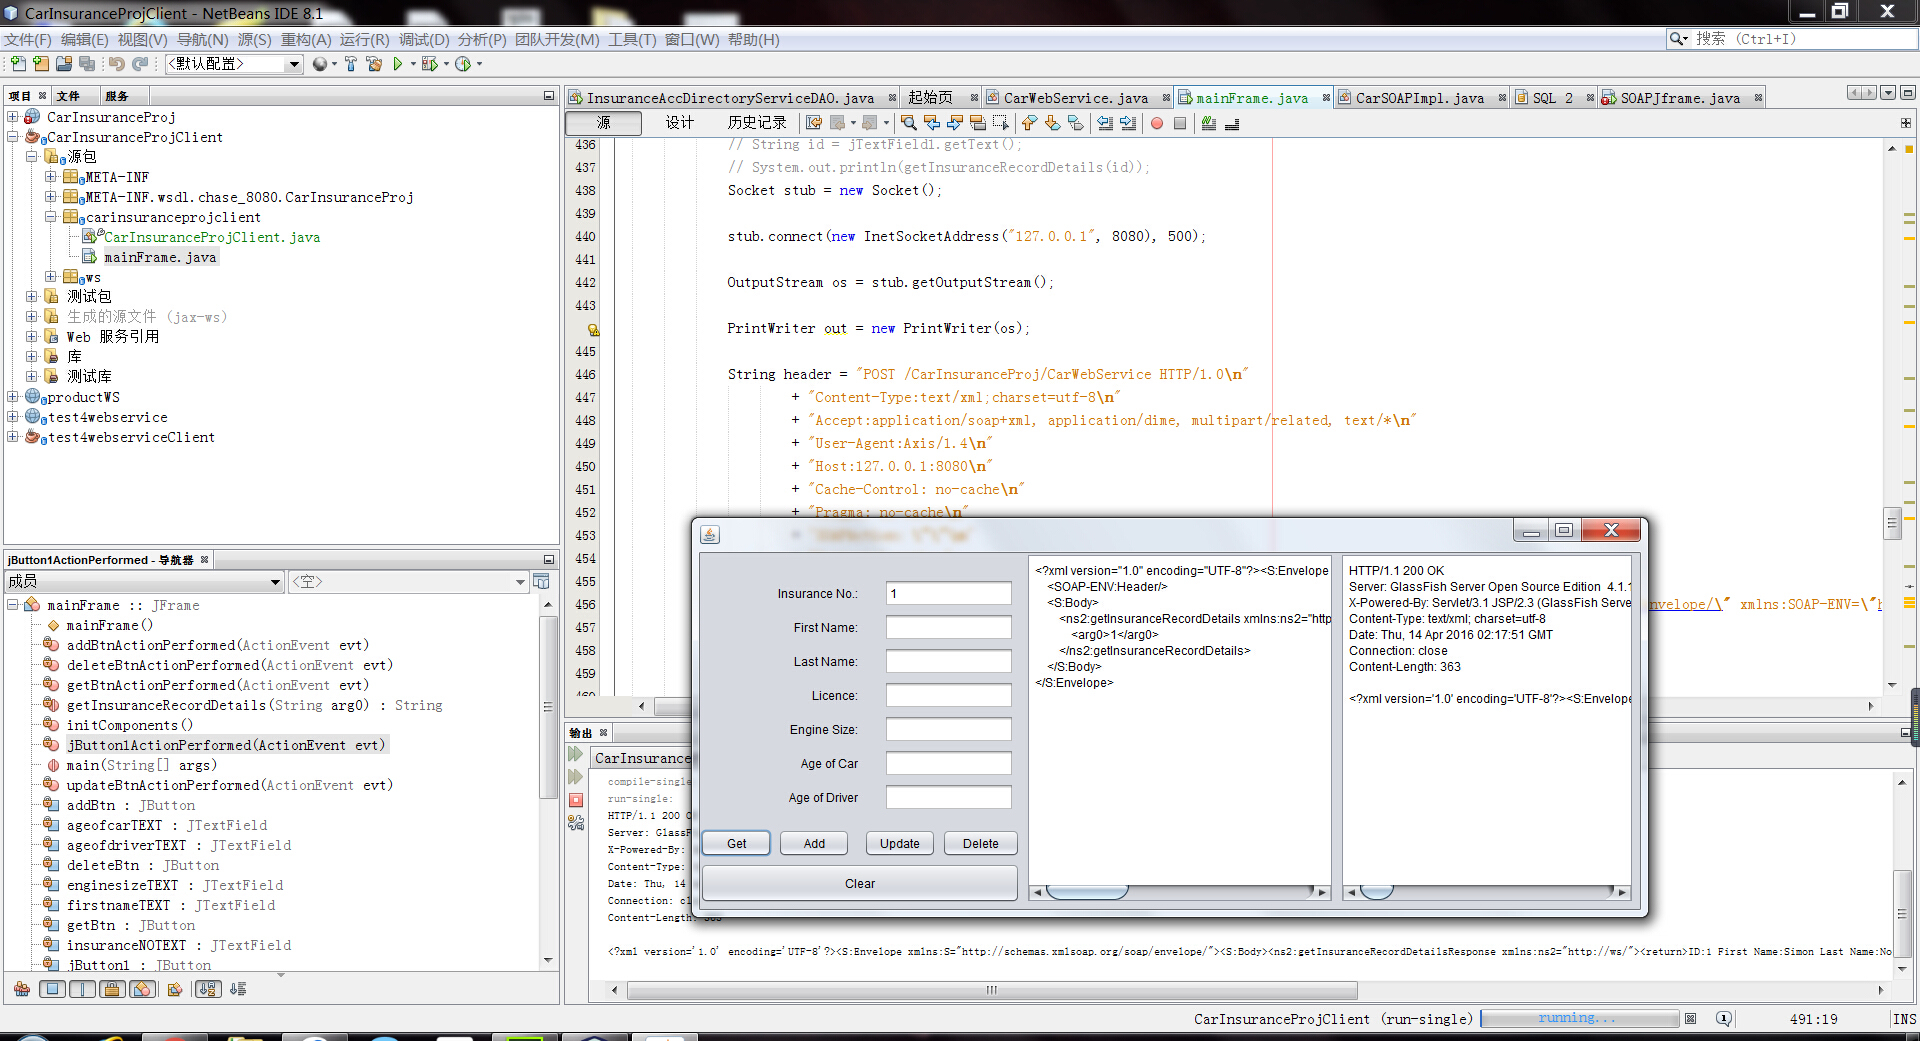 CarInsuranceProjClient - NetBeans IDE 8.1
文件(F) 编辑(E) 视图(V) 导航(N) 源(S) 重构(A) 运行(R) 调试(D) 分析(P) 团队开发(M) 工具(T) 窗口(W) 帮助(H)
搜索 (Ctrl+I)
<默认配置>
项目 文件 服务
CarInsuranceProj
CarInsuranceProjClient
源包
META-INF
META-INF.wsdl.chase_8080.CarInsuranceProj
carinsuranceprojclient
CarInsuranceProjClient.java
mainFrame.java
ws
测试包
生成的源文件 (jax-ws)
Web 服务引用
库
测试库
productWS
test4webservice
test4webserviceClient
jButton1ActionPerformed - 导航器
成员
<空>
mainFrame :: JFrame
mainFrame()
addBtnActionPerformed(ActionEvent evt)
deleteBtnActionPerformed(ActionEvent evt)
getBtnActionPerformed(ActionEvent evt)
getInsuranceRecordDetails(String arg0) : String
initComponents()
jButton1ActionPerformed(ActionEvent evt)
main(String[] args)
updateBtnActionPerformed(ActionEvent evt)
addBtn : JButton
ageofcarTEXT : JTextField
ageofdriverTEXT : JTextField
deleteBtn : JButton
enginesizeTEXT : JTextField
firstnameTEXT : JTextField
getBtn : JButton
insuranceNOTEXT : JTextField
jButton1 : JButton
InsuranceAccDirectoryServiceDAO.java 起始页 CarWebService.java mainFrame.java CarSOAPImpl.java SQL 2 SOAPJframe.java
源 设计 历史记录
436 // String id = jTextField1.getText();
437 // System.out.println(getInsuranceRecordDetails(id));
438 Socket stub = new Socket();
439
440 stub.connect(new InetSocketAddress("127.0.0.1", 8080), 500);
441
442 OutputStream os = stub.getOutputStream();
443
PrintWriter out = new PrintWriter(os);
445
446 String header = "POST /CarInsuranceProj/CarWebService HTTP/1.0\n"
447 + "Content-Type:text/xml;charset=utf-8\n"
448 + "Accept:application/soap+xml, application/dime, multipart/related, text/*\n"
449 + "User-Agent:Axis/1.4\n"
450 + "Host:127.0.0.1:8080\n"
451 + "Cache-Control: no-cache\n"
452 + "Pragma: no-cache\n"
453
454
455
456 nvelope/\" xmlns:SOAP-ENV=\"h
457
458
459
460
输出
CarInsurance
compile-single
run-single:
HTTP/1.1 200 O
Server: GlassF
X-Powered-By:
Content-Type:
Date: Thu, 14
Connection: cl
Content-Length: 363
<?xml version='1.0' encoding='UTF-8'?><S:Envelope xmlns:S="http://schemas.xmlsoap.org/soap/envelope/"><S:Body><ns2:getInsuranceRecordDetailsResponse xmlns:ns2="http://ws/"><return>ID:1 First Name:Simon Last Name:No
Insurance No.: 1
First Name:
Last Name:
Licence:
Engine Size:
Age of Car
Age of Driver
Get Add Update Delete
Clear
<?xml version="1.0" encoding="UTF-8"?><S:Envelope
<SOAP-ENV:Header/>
<S:Body>
<ns2:getInsuranceRecordDetails xmlns:ns2="http
<arg0>1</arg0>
</ns2:getInsuranceRecordDetails>
</S:Body>
</S:Envelope>
HTTP/1.1 200 OK
Server: GlassFish Server Open Source Edition 4.1.1
X-Powered-By: Servlet/3.1 JSP/2.3 (GlassFish Serve
Content-Type: text/xml; charset=utf-8
Date: Thu, 14 Apr 2016 02:17:51 GMT
Connection: close
Content-Length: 363
<?xml version='1.0' encoding='UTF-8'?><S:Envelope
CarInsuranceProjClient (run-single) running... 491:19 INS